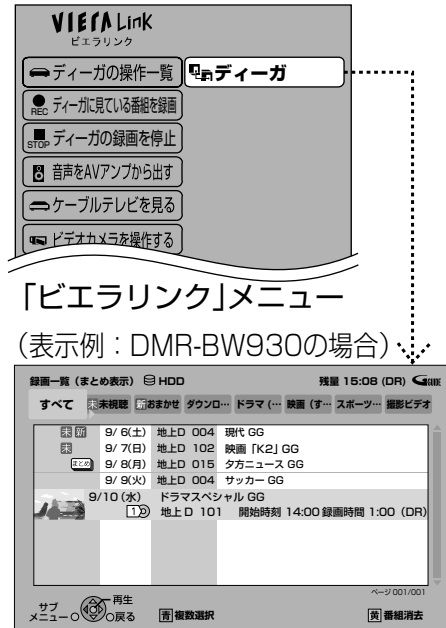 VIERA Link
ビエラリンク
ディーガの操作一覧 ディーガ
REC ディーガに見ている番組を録画
STOP ディーガの録画を停止
音声をAVアンプから出す
ケーブルテレビを見る
ビデオカメラを操作する
「ビエラリンク」メニュー
(表示例:DMR-BW930の場合)
録画一覧(まとめ表示) HDD 残量 15:08 (DR) GUIDE
すべて 未 未視聴 新 おまかせ ダウンロ… ドラマ(… 映画(す… スポーツ… 撮影ビデオ
未 新 9/ 6(土) 地上D 004 現代 GG
未 9/ 7(日) 地上D 102 映画「K2」GG
まとめ 9/ 8(月) 地上D 015 夕方ニュース GG
9/ 9(火) 地上D 004 サッカー GG
9/10(水) ドラマスペシャル GG
1 地上D 101 開始時刻 14:00 録画時間 1:00 (DR)
ページ 001/001
サブメニュー 再生
戻る
青 複数選択
黄 番組消去